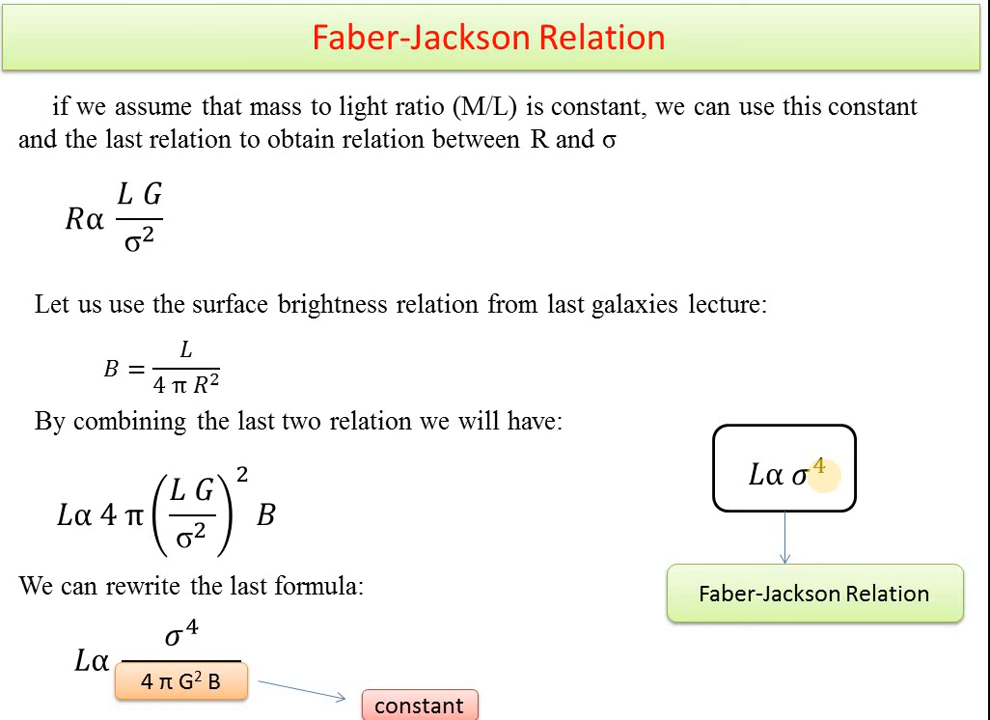 Faber-Jackson Relation
if we assume that mass to light ratio (M/L) is constant, we can use this constant
and the last relation to obtain relation between R and σ
Rα L G / σ²
Let us use the surface brightness relation from last galaxies lecture:
B = L / 4 π R²
By combining the last two relation we will have:
Lα 4 π (L G / σ²)² B
We can rewrite the last formula:
Lα σ⁴ / 4 π G² B
constant
Lα σ⁴
Faber-Jackson Relation